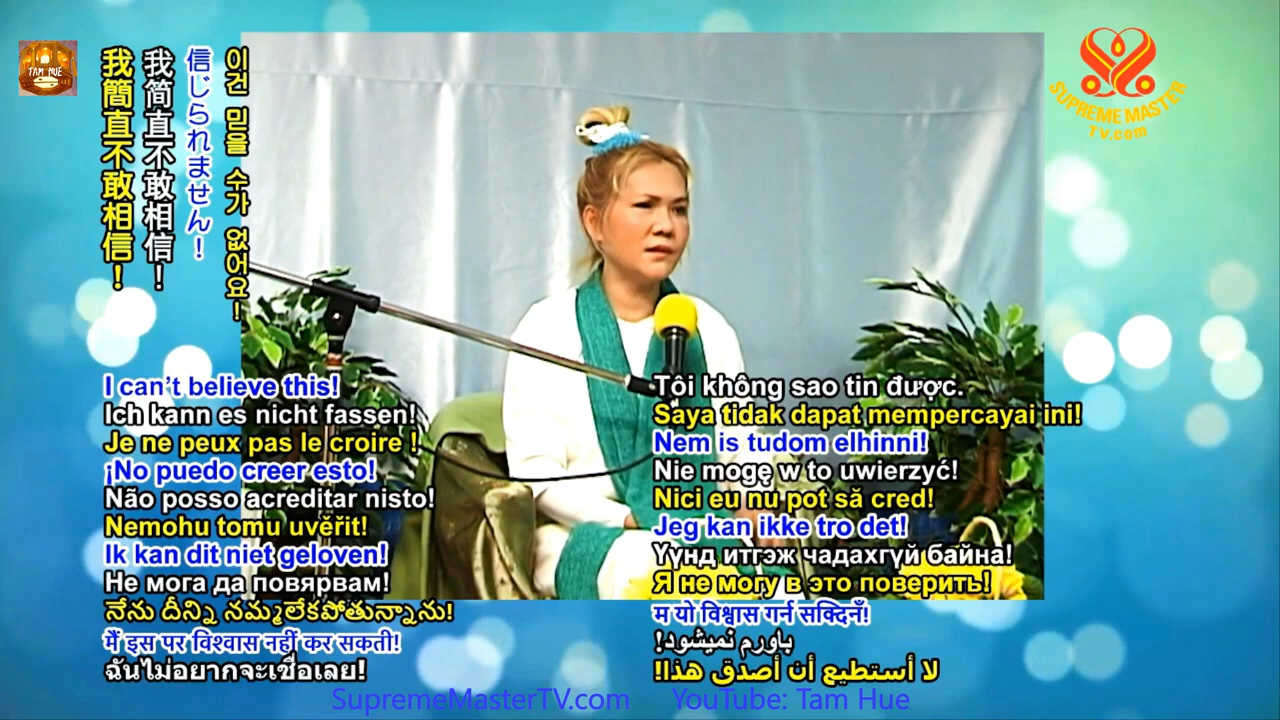 TAM HUE
我簡直不敢相信！
我简直不敢相信！
信じられません！
이건 믿을 수가 없어요！
SUPREME MASTER
TV.com
I can't believe this!
Ich kann es nicht fassen!
Je ne peux pas le croire !
¡No puedo creer esto!
Não posso acreditar nisto!
Nemohu tomu uvěřit!
Ik kan dit niet geloven!
Не мога да повярвам!
నేను దీన్ని నమ్మలేకపోతున్నాను!
मैं इस पर विश्वास नहीं कर सकती!
ฉันไม่อยากจะเชื่อเลย!
Tôi không sao tin được.
Saya tidak dapat mempercayai ini!
Nem is tudom elhinni!
Nie mogę w to uwierzyć!
Nici eu nu pot să cred!
Jeg kan ikke tro det!
Үүнд итгэж чадахгүй байна!
Я не могу в это поверить!
म यो विश्वास गर्न सक्दिनँ!
باورم نمیشود!
لا أستطيع أن أصدق هذا!
SupremeMasterTV.com YouTube: Tam Hue